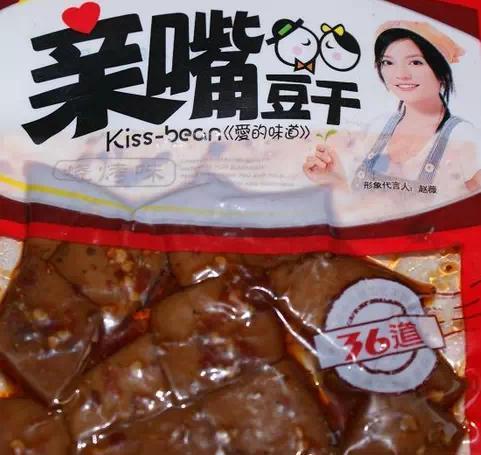 亲嘴豆干
Kiss-bean《愛的味道》
烧烤味
形象代言人：赵薇
36道